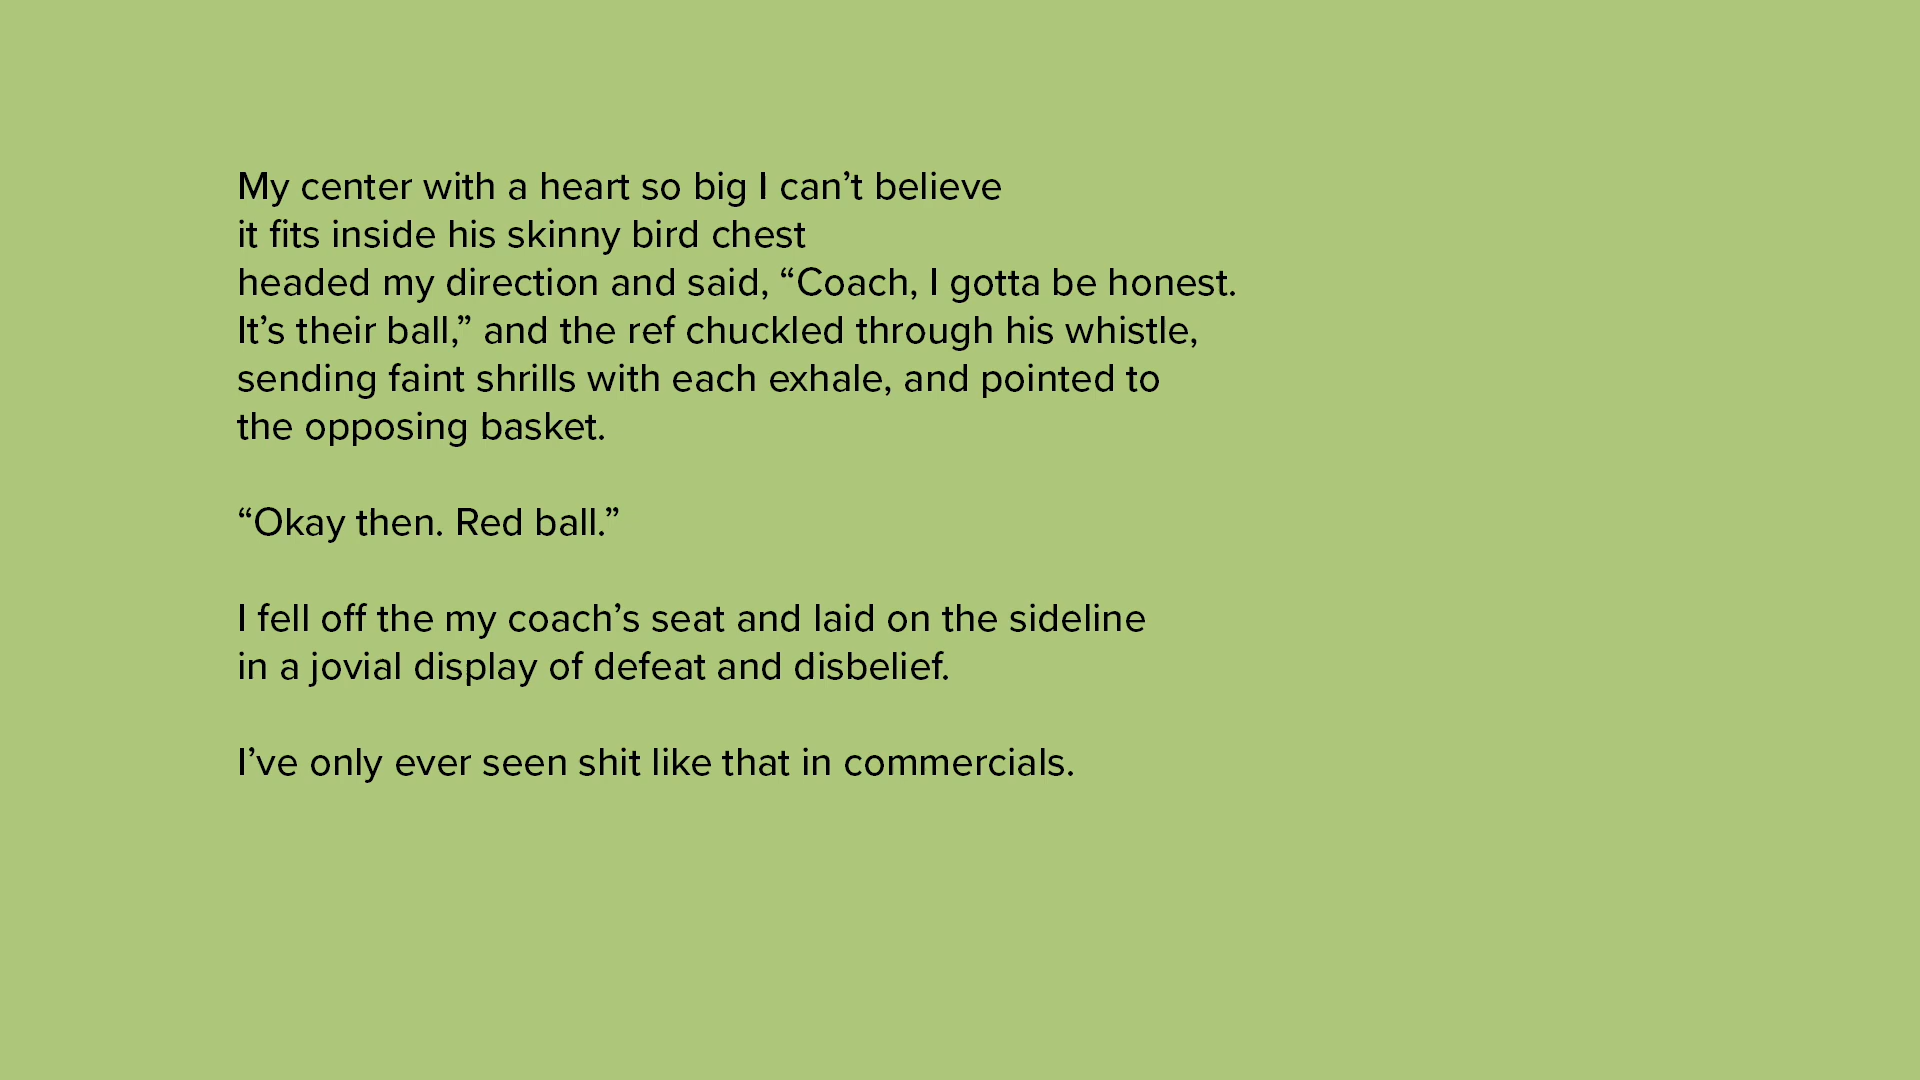 My center with a heart so big I can’t believe
it fits inside his skinny bird chest
headed my direction and said, “Coach, I gotta be honest.
It’s their ball,” and the ref chuckled through his whistle,
sending faint shrills with each exhale, and pointed to
the opposing basket.
“Okay then. Red ball.”
I fell off the my coach’s seat and laid on the sideline
in a jovial display of defeat and disbelief.
I’ve only ever seen shit like that in commercials.